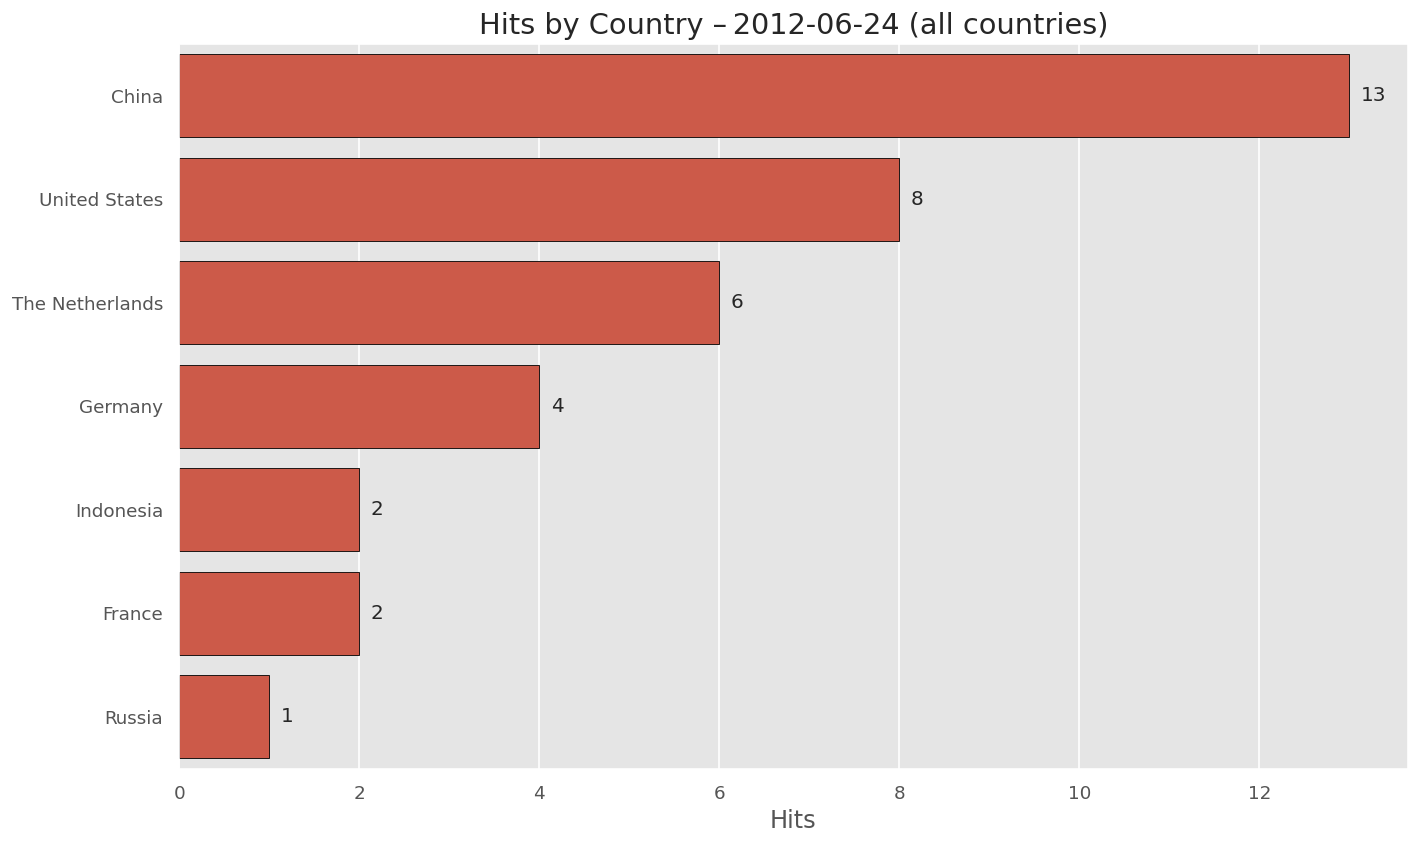 Hits by Country – 2012-06-24 (all countries)
China 13
United States 8
The Netherlands 6
Germany 4
Indonesia 2
France 2
Russia 1
0 2 4 6 8 10 12
Hits